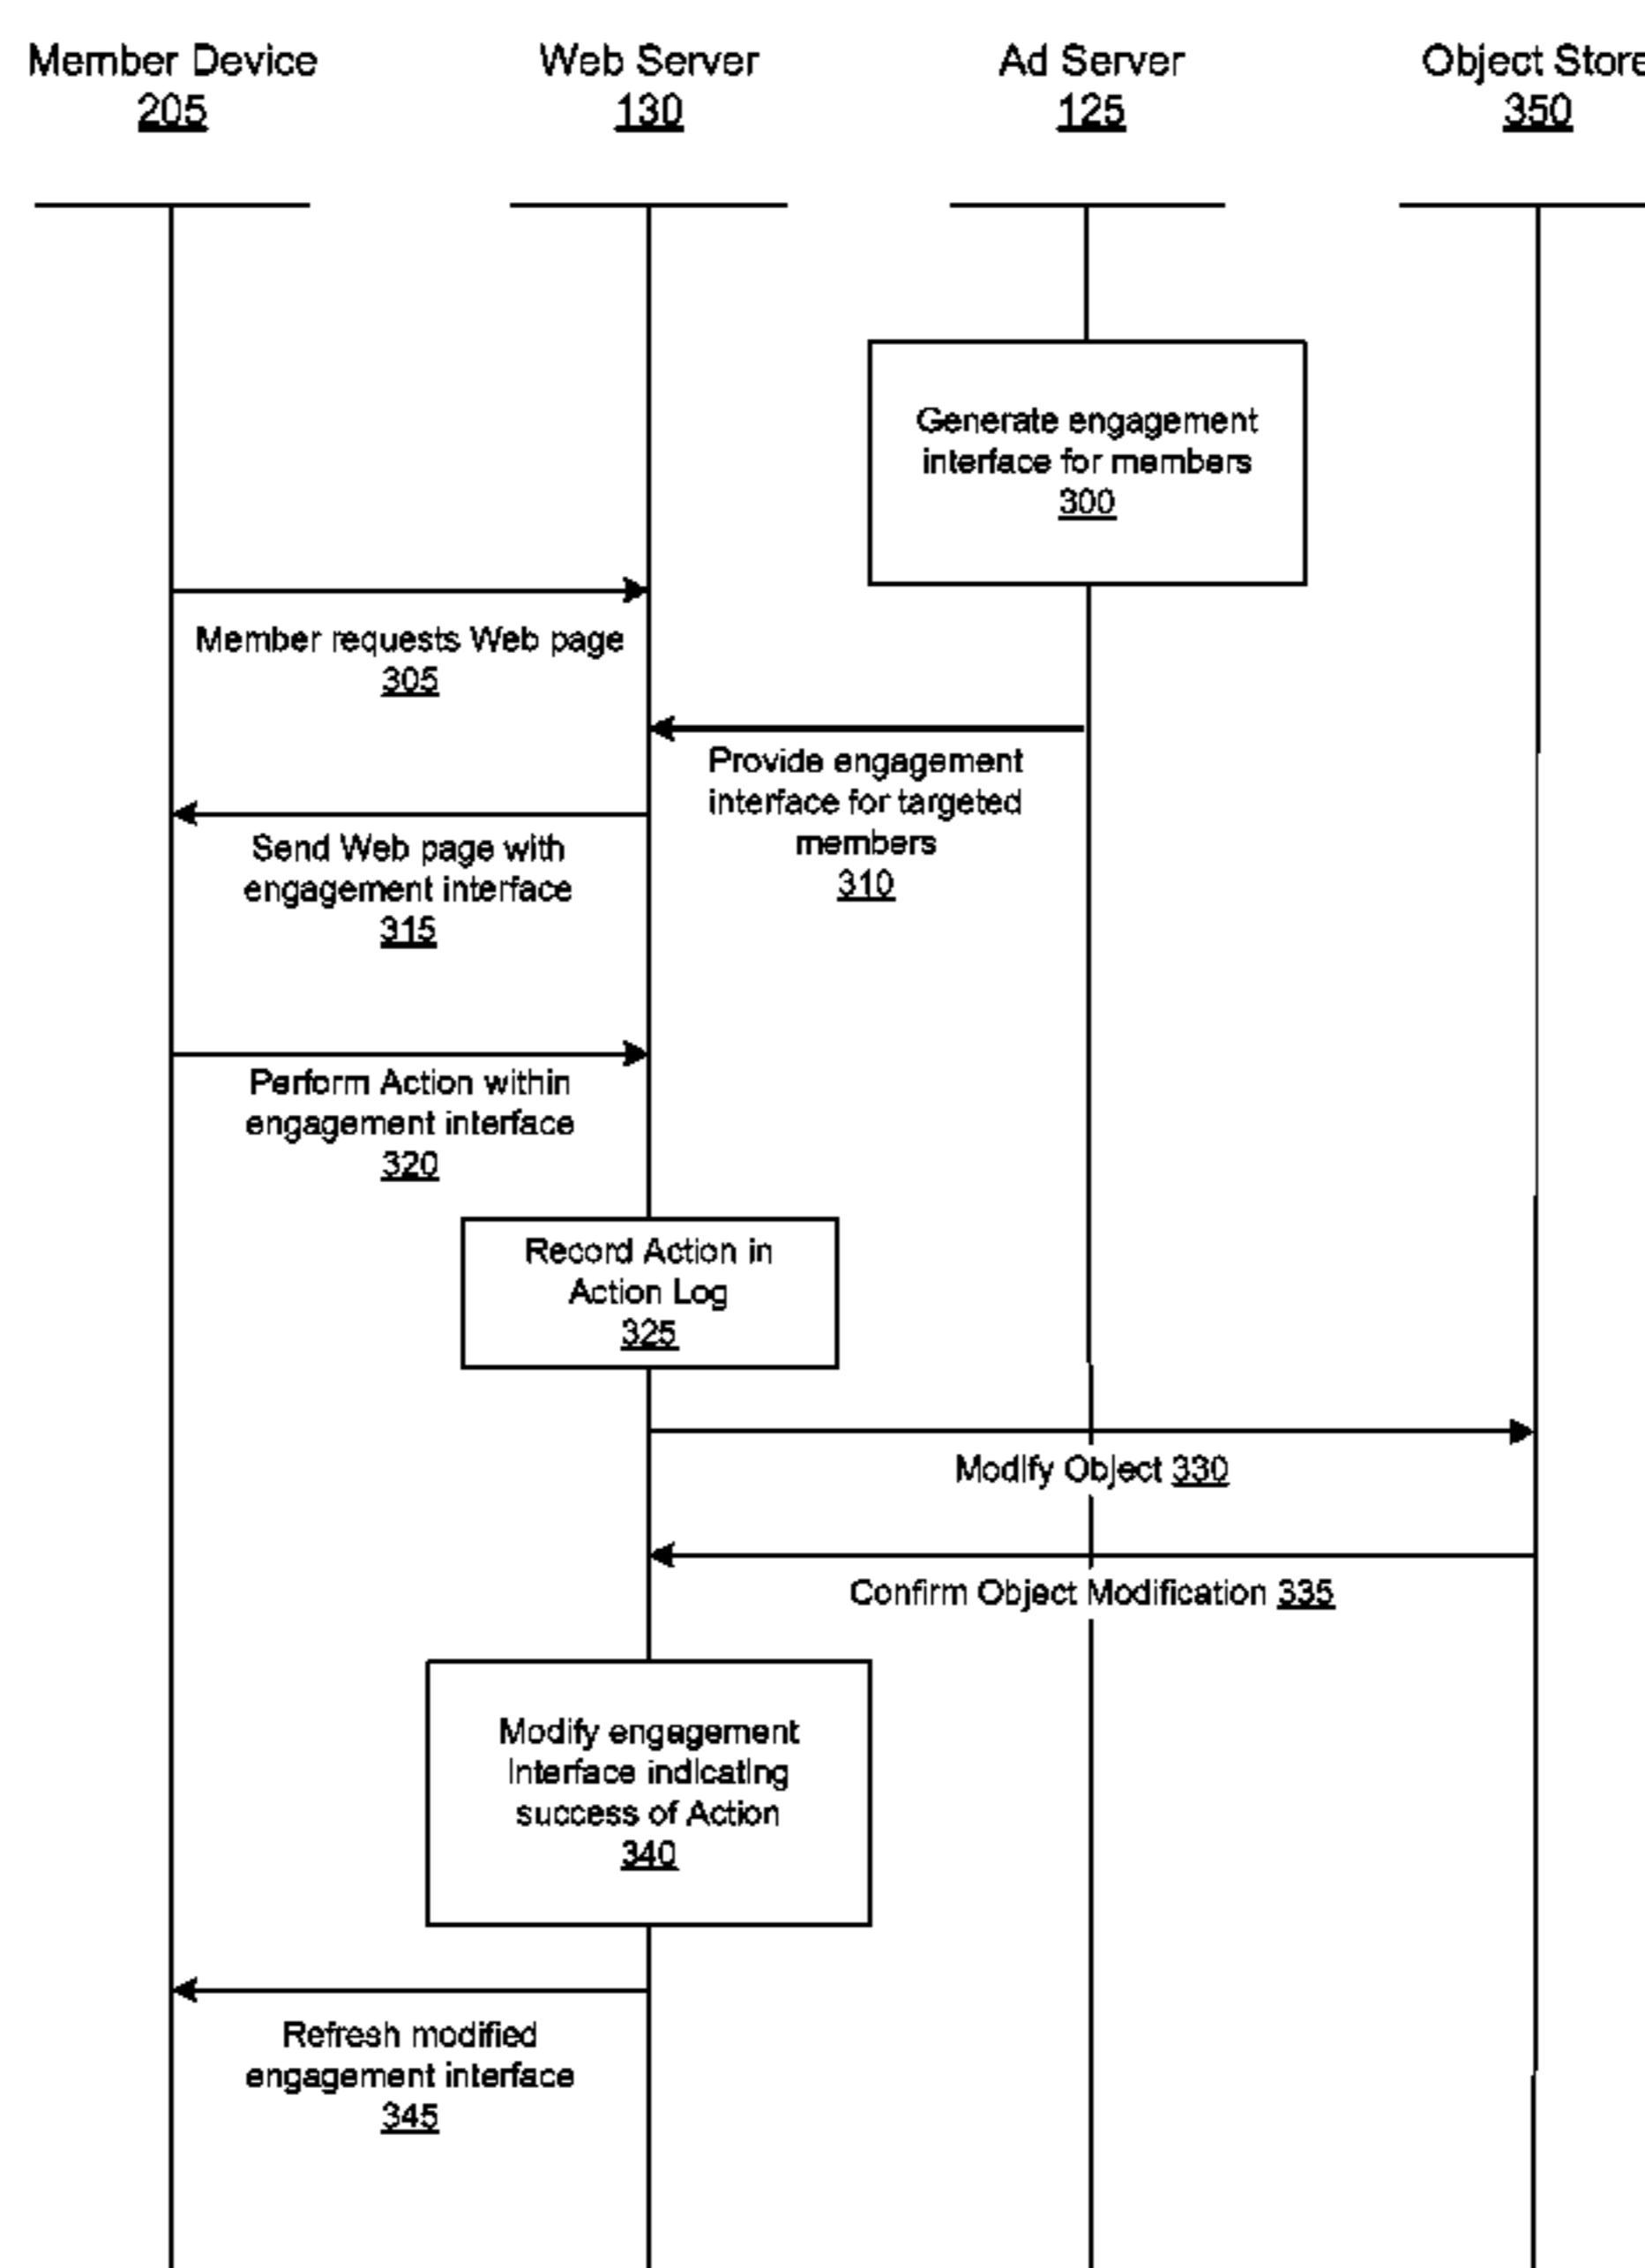 Member Device
205
Web Server
130
Ad Server
125
Object Store
350
Generate engagement
interface for members
300
Member requests Web page
305
Provide engagement
interface for targeted
members
310
Send Web page with
engagement interface
315
Perform Action within
engagement interface
320
Record Action in
Action Log
325
Modify Object 330
Confirm Object Modification 335
Modify engagement
Interface indicating
success of Action
340
Refresh modified
engagement interface
345